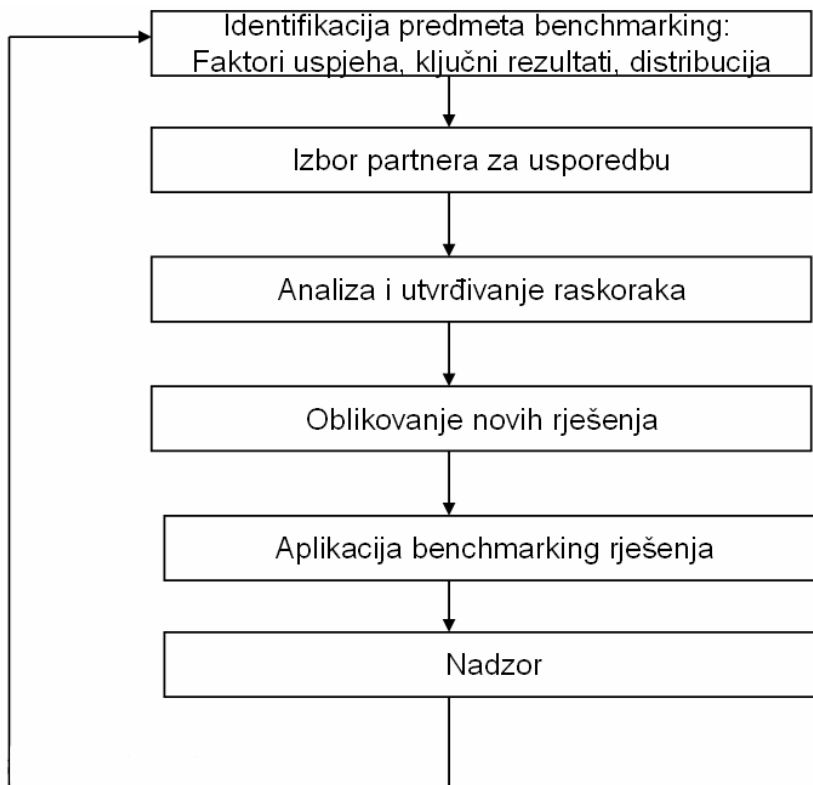 Identifikacija predmeta benchmarking:
Faktori uspjeha, ključni rezultati, distribucija
Izbor partnera za usporedbu
Analiza i utvrđivanje raskoraka
Oblikovanje novih rješenja
Aplikacija benchmarking rješenja
Nadzor